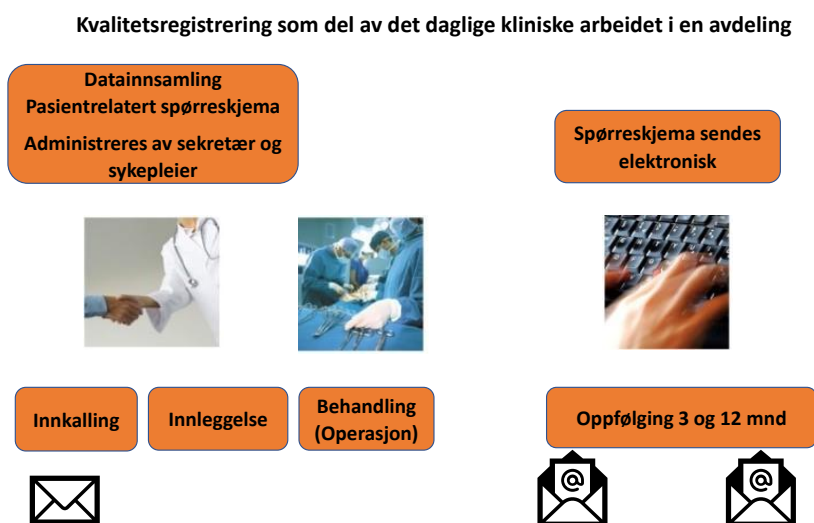 Kvalitetsregistrering som del av det daglige kliniske arbeidet i en avdeling
Datainnsamling
Pasientrelatert spørreskjema
Administreres av sekretær og
sykepleier
Spørreskjema sendes
elektronisk
Innkalling
Innleggelse
Behandling
(Operasjon)
Oppfølging 3 og 12 mnd
@
@